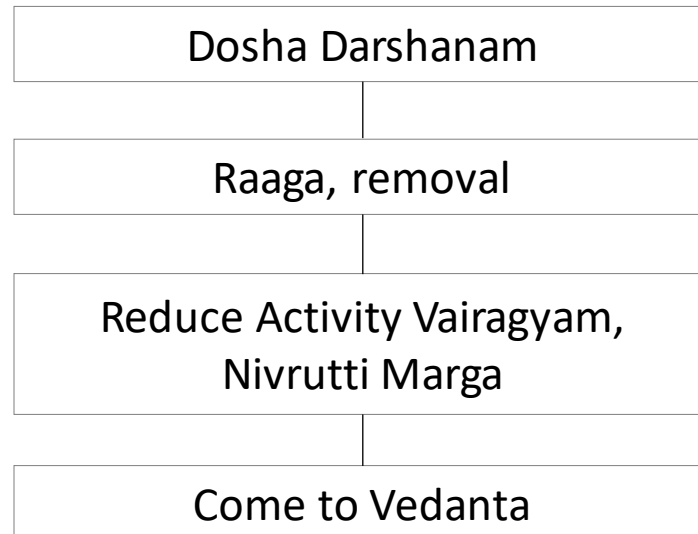 Dosha Darshanam
Raaga, removal
Reduce Activity Vairagyam,
Nivrutti Marga
Come to Vedanta